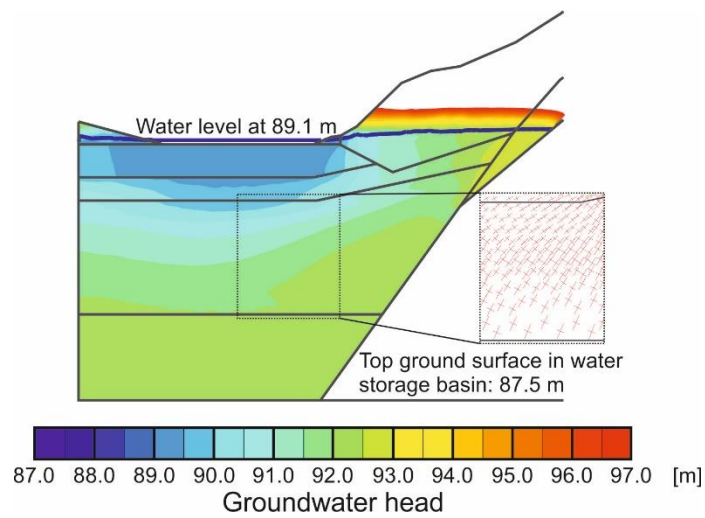 Water level at 89.1 m
Top ground surface in water
storage basin: 87.5 m
87.0 88.0 89.0 90.0 91.0 92.0 93.0 94.0 95.0 96.0 97.0 [m]
Groundwater head